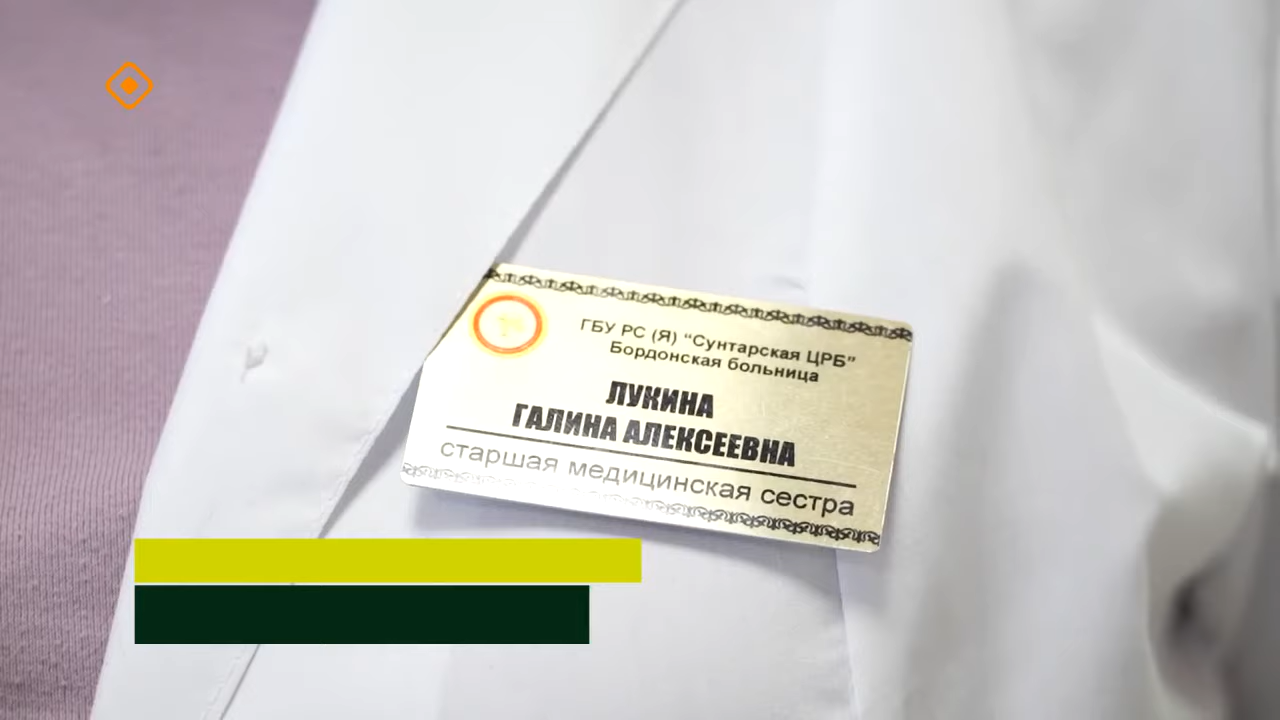 ГБУ РС (Я) “Сунтарская ЦРБ”
Бордонская больница
ЛУКИНА
ГАЛИНА АЛЕКСЕЕВНА
старшая медицинская сестра